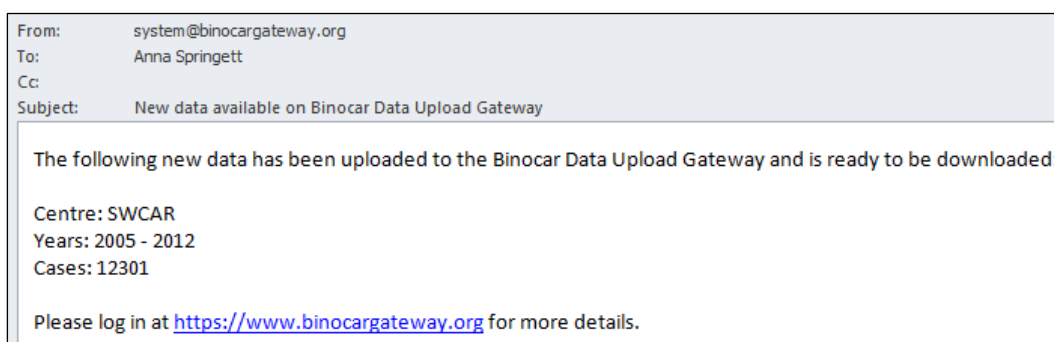 From: system@binocargateway.org
To: Anna Springett
Cc:
Subject: New data available on Binocar Data Upload Gateway
The following new data has been uploaded to the Binocar Data Upload Gateway and is ready to be downloaded.
Centre: SWCAR
Years: 2005 - 2012
Cases: 12301
Please log in at https://www.binocargateway.org for more details.